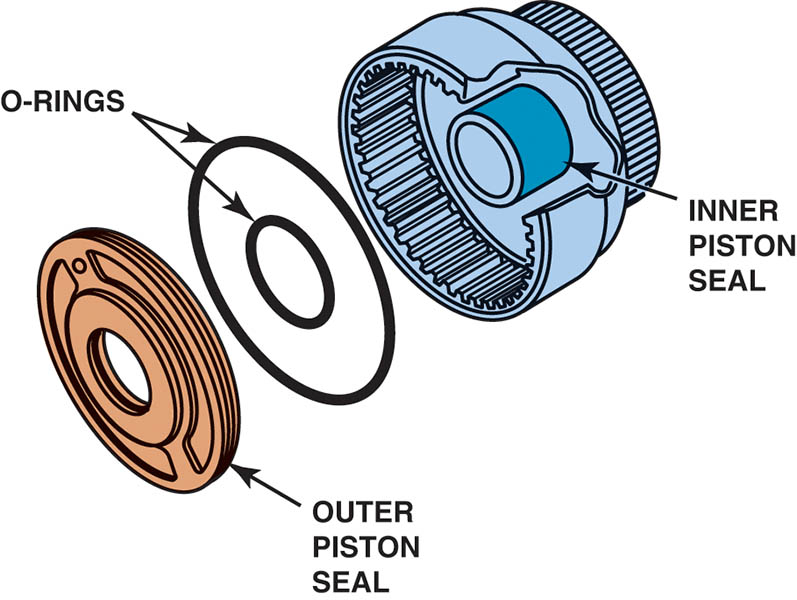 O-RINGS
INNER
PISTON
SEAL
OUTER
PISTON
SEAL